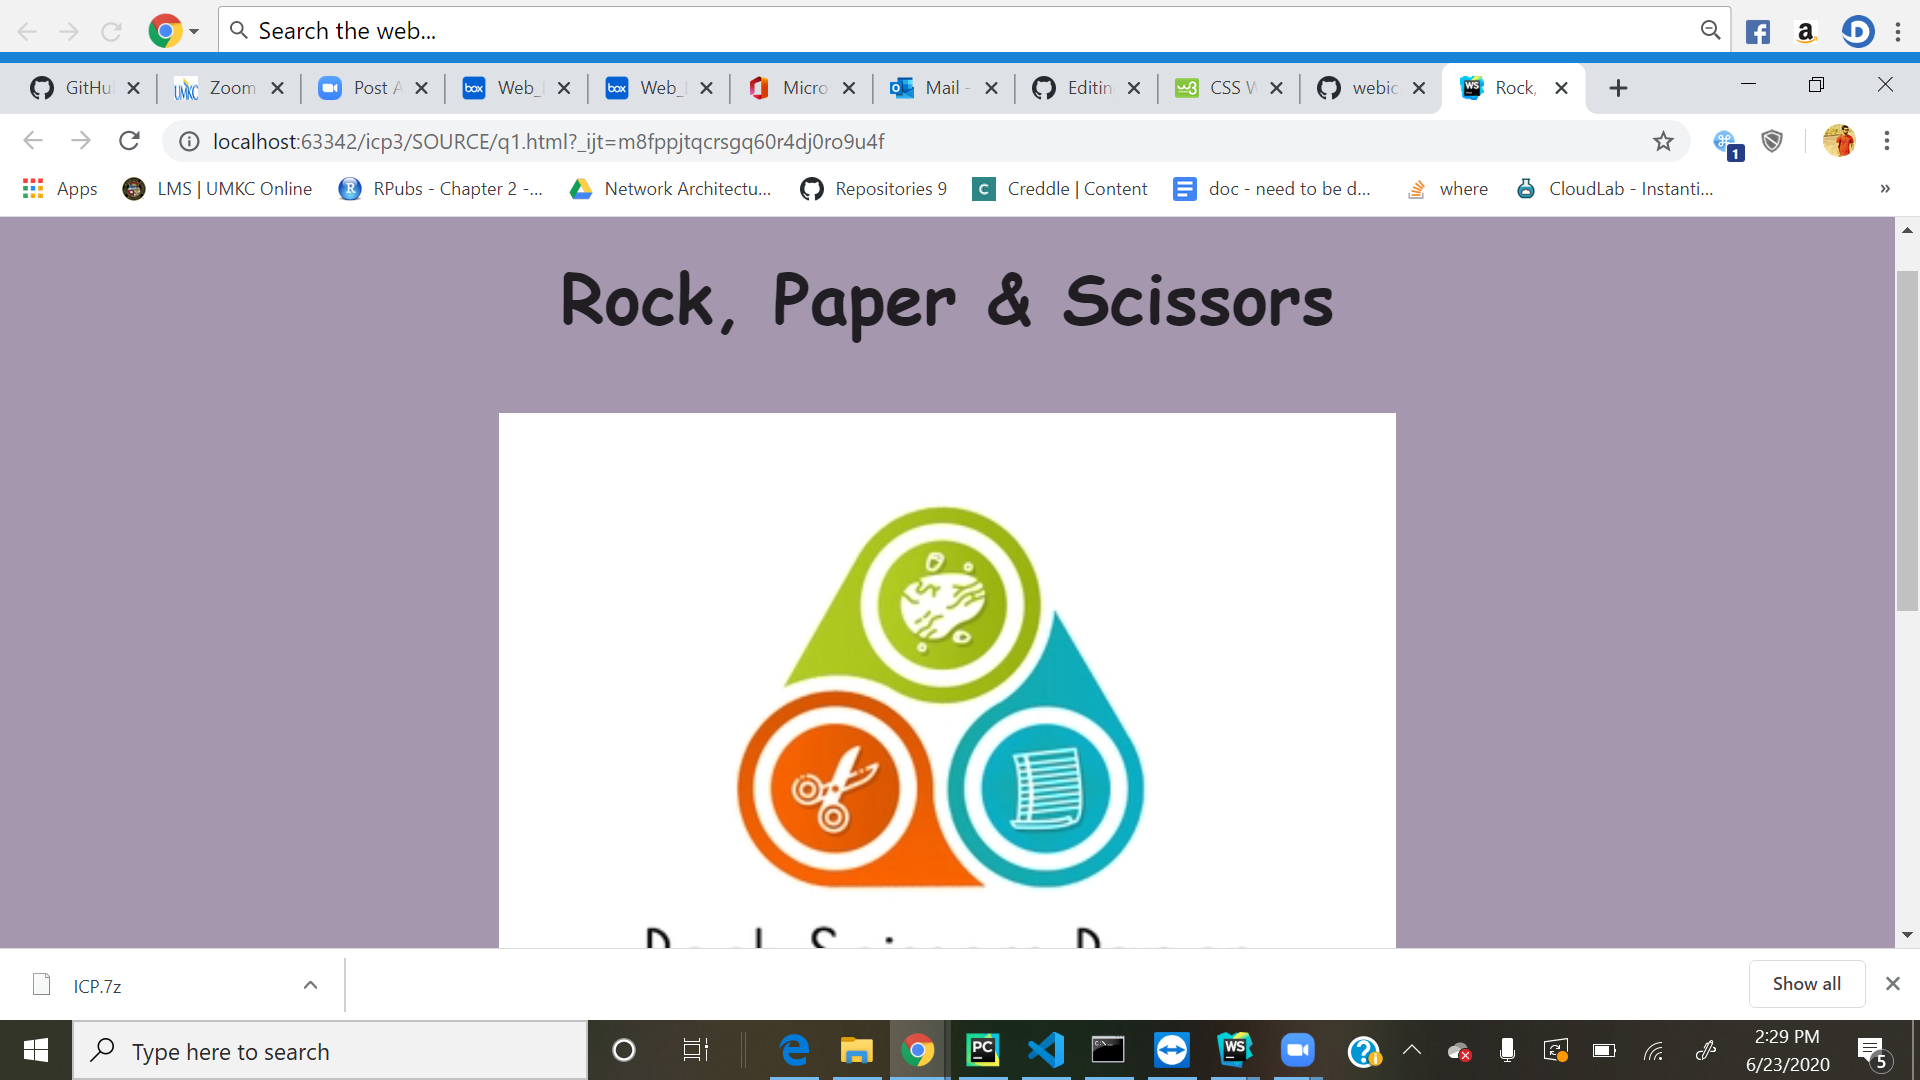 Search the web...
GitHu
Zoom
Post A
Web_
Web_
Micro
Mail -
Editin
CSS W
webic
Rock,
localhost:63342/icp3/SOURCE/q1.html?_ijt=m8fppjtqcrsgq60r4dj0ro9u4f
1
Apps
LMS | UMKC Online
RPubs - Chapter 2 -...
Network Architectu...
Repositories 9
Creddle | Content
doc - need to be d...
where
CloudLab - Instanti...
»
Rock, Paper & Scissors
ICP.7z
Show all
Type here to search
2:29 PM
6/23/2020
5